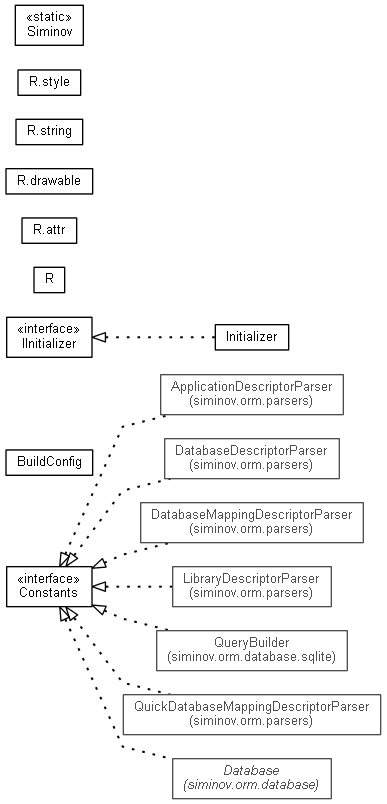 «static»
Siminov
R.style
R.string
R.drawable
R.attr
R
«interface»
IInitializer
Initializer
ApplicationDescriptorParser
(siminov.orm.parsers)
DatabaseDescriptorParser
(siminov.orm.parsers)
BuildConfig
DatabaseMappingDescriptorParser
(siminov.orm.parsers)
«interface»
Constants
LibraryDescriptorParser
(siminov.orm.parsers)
QueryBuilder
(siminov.orm.database.sqlite)
QuickDatabaseMappingDescriptorParser
(siminov.orm.parsers)
Database
(siminov.orm.database)